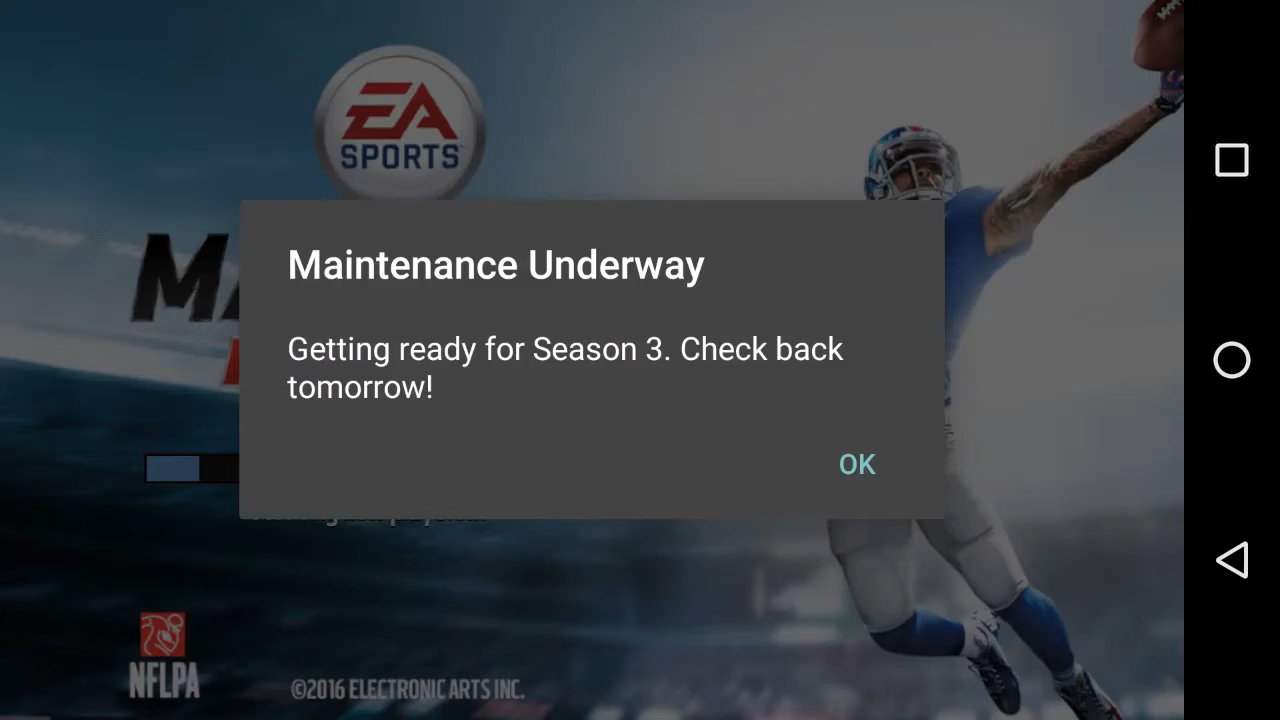 EA
SPORTS
Maintenance Underway
Getting ready for Season 3. Check back
tomorrow!
OK
NFLPA
©2016 ELECTRONIC ARTS INC.